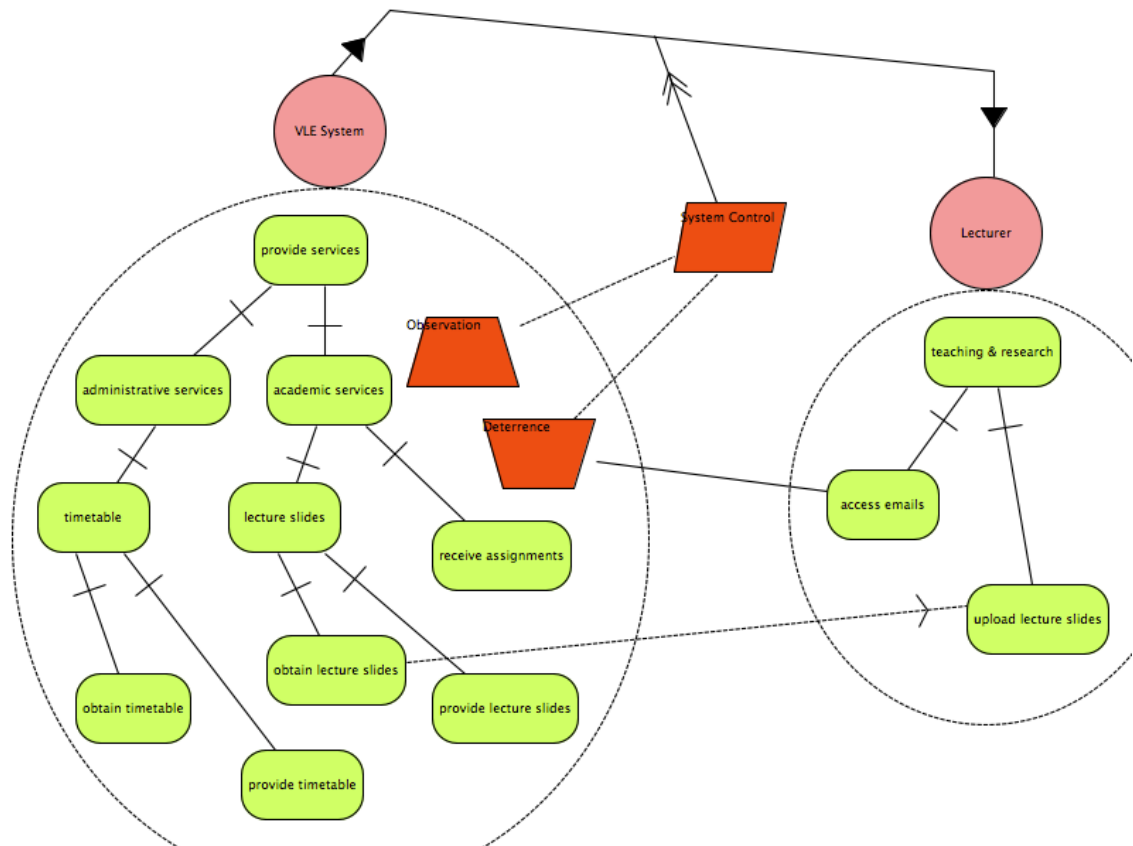 VLE System
System Control
Lecturer
provide services
Observation
teaching & research
administrative services
academic services
Deterrence
access emails
timetable
lecture slides
receive assignments
upload lecture slides
obtain lecture slides
obtain timetable
provide lecture slides
provide timetable